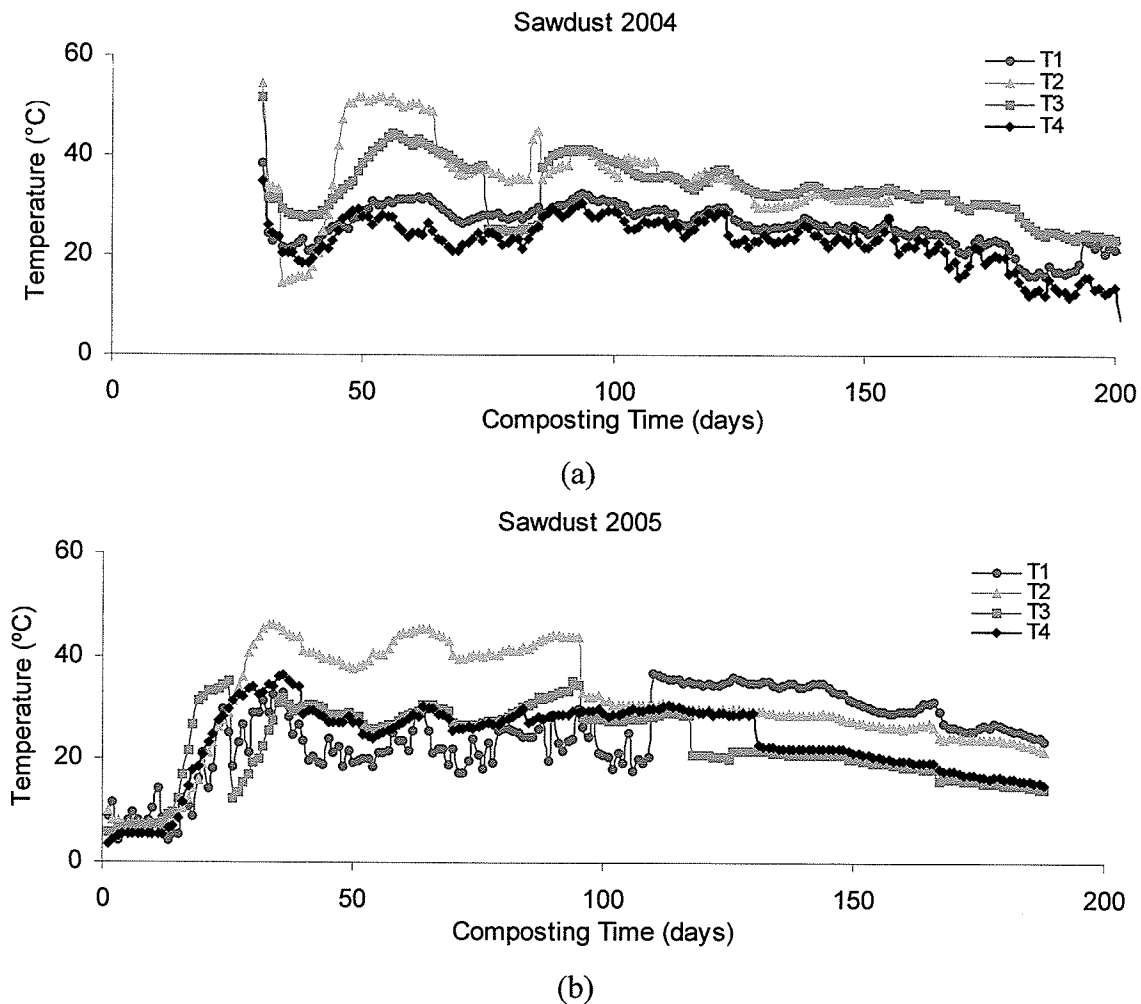 Sawdust 2004
60
40
20
0
Temperature (°C)
T1
T2
T3
T4
0 50 100 150 200
Composting Time (days)
(a)
Sawdust 2005
60
40
20
0
Temperature (ºC)
T1
T2
T3
T4
0 50 100 150 200
Composting Time (days)
(b)